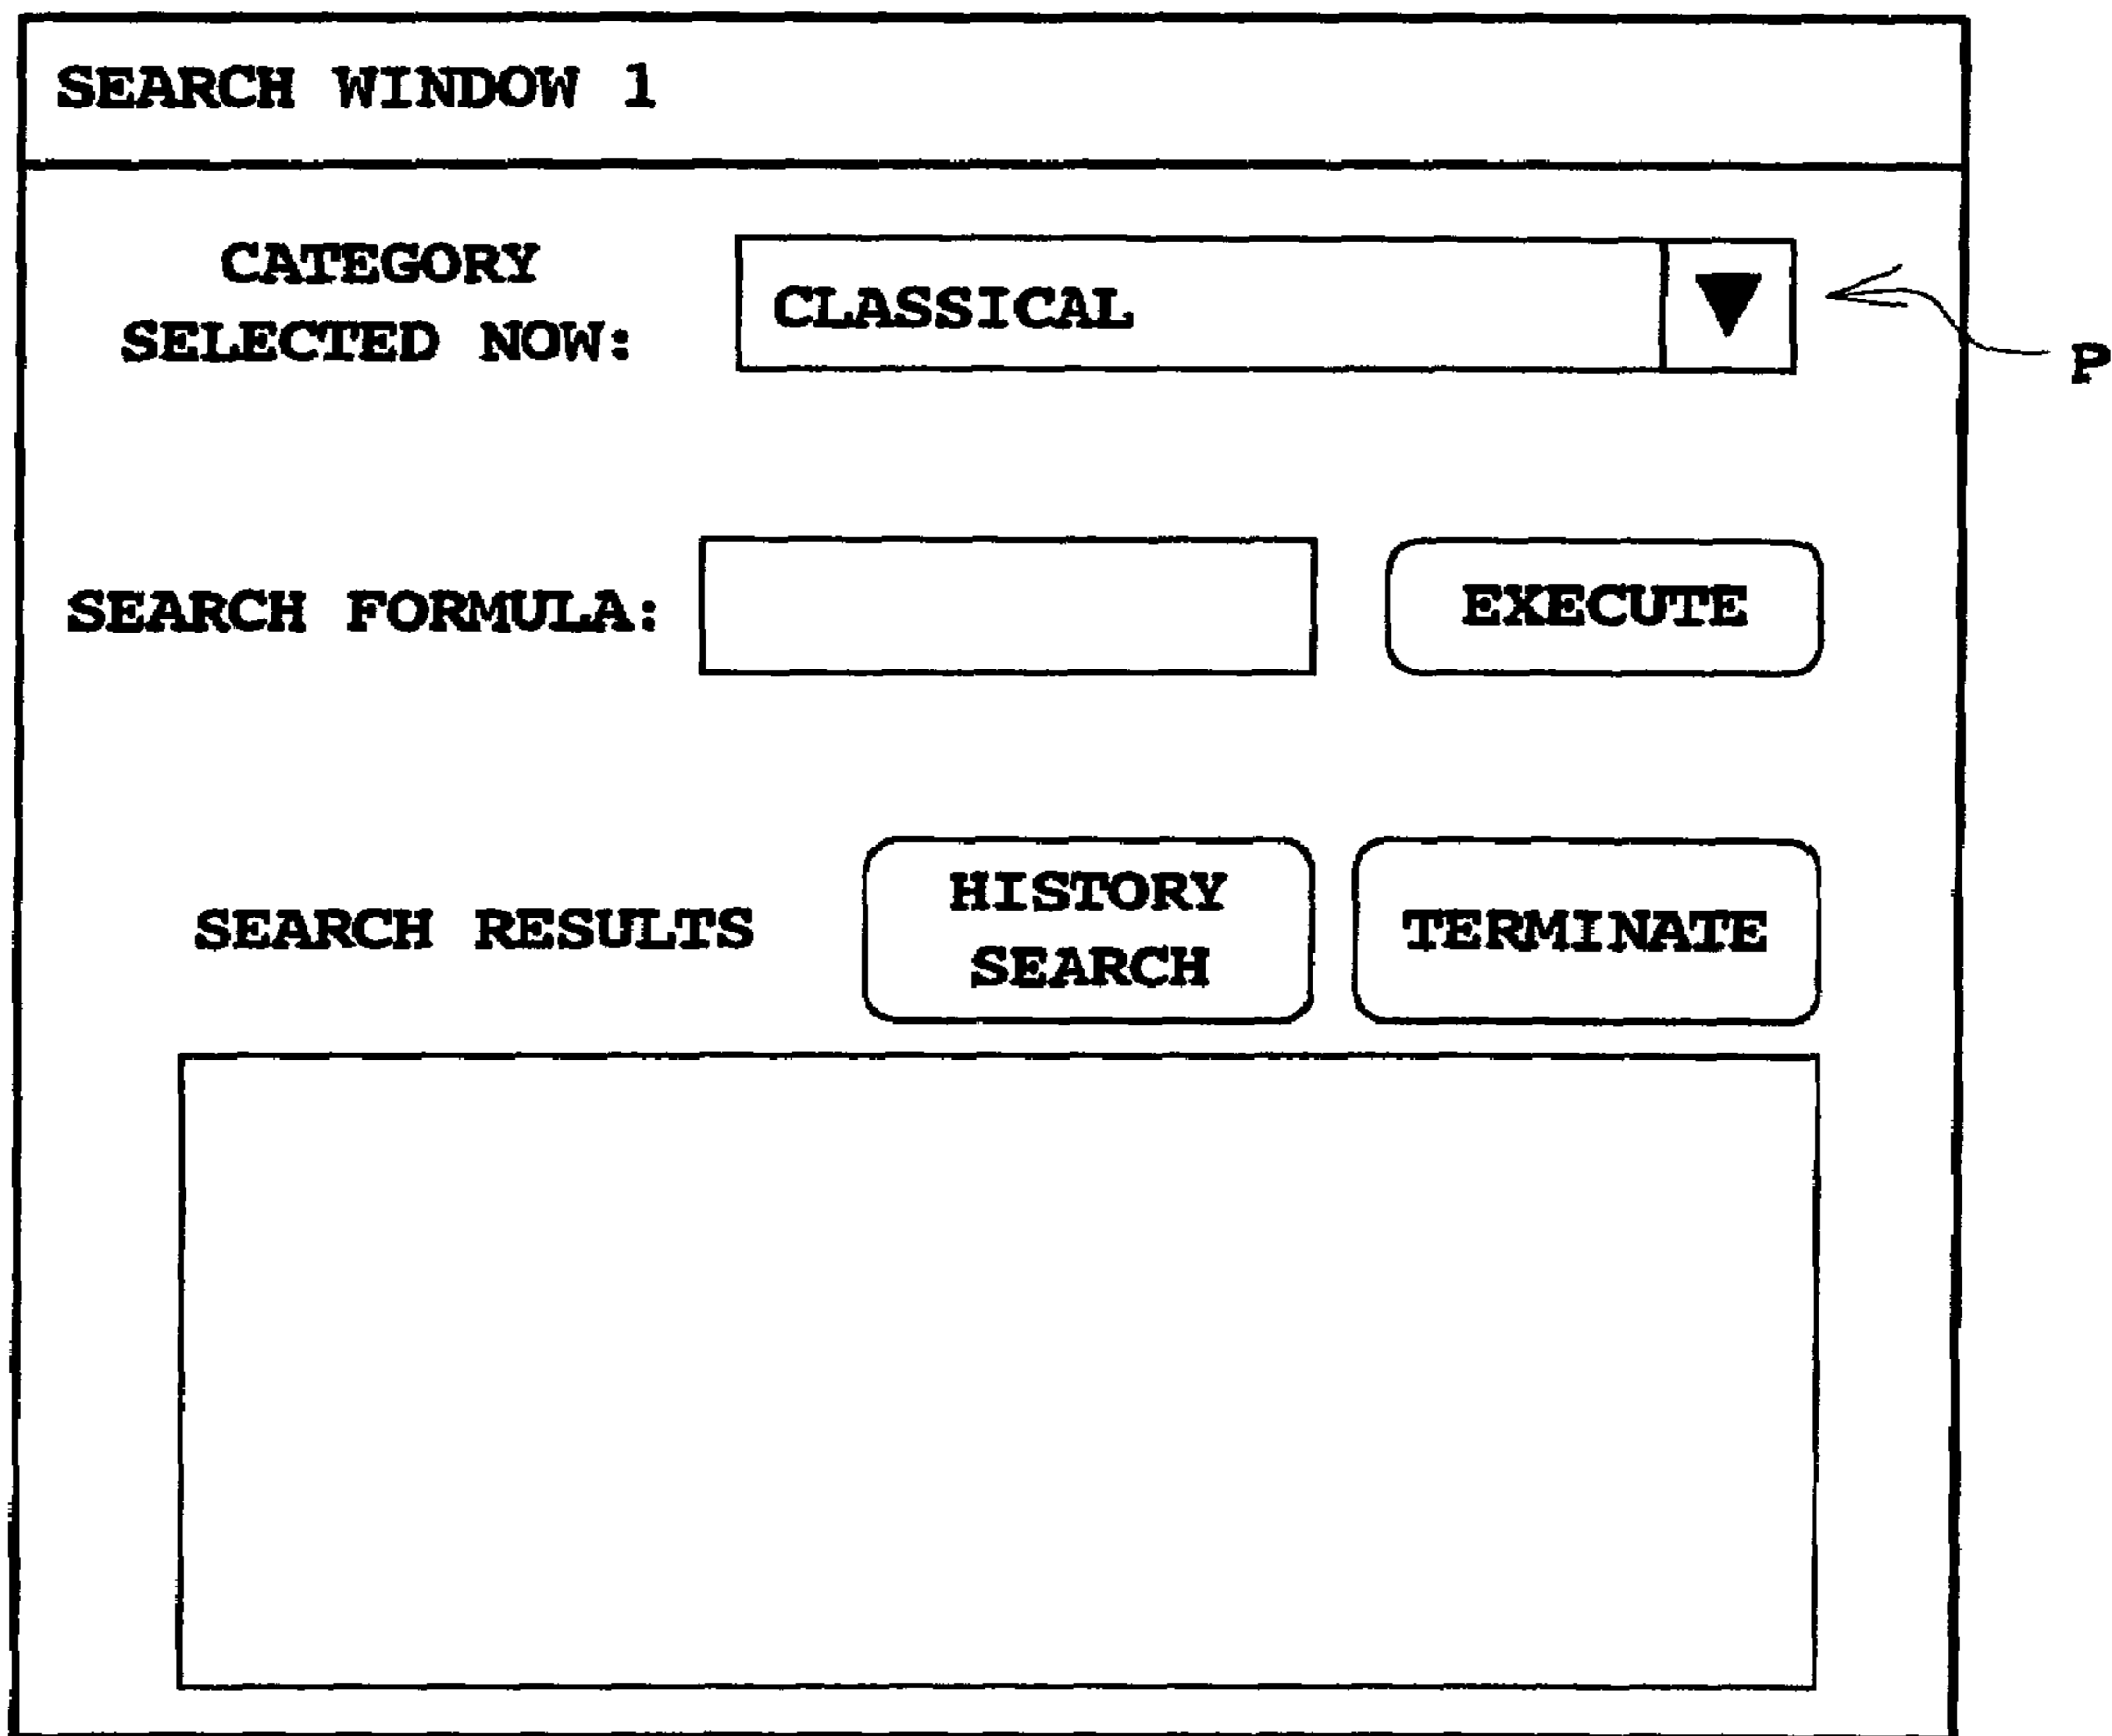 SEARCH WINDOW 1
CATEGORY
SELECTED NOW:
CLASSICAL
P
SEARCH FORMULA:
EXECUTE
SEARCH RESULTS
HISTORY
SEARCH
TERMINATE